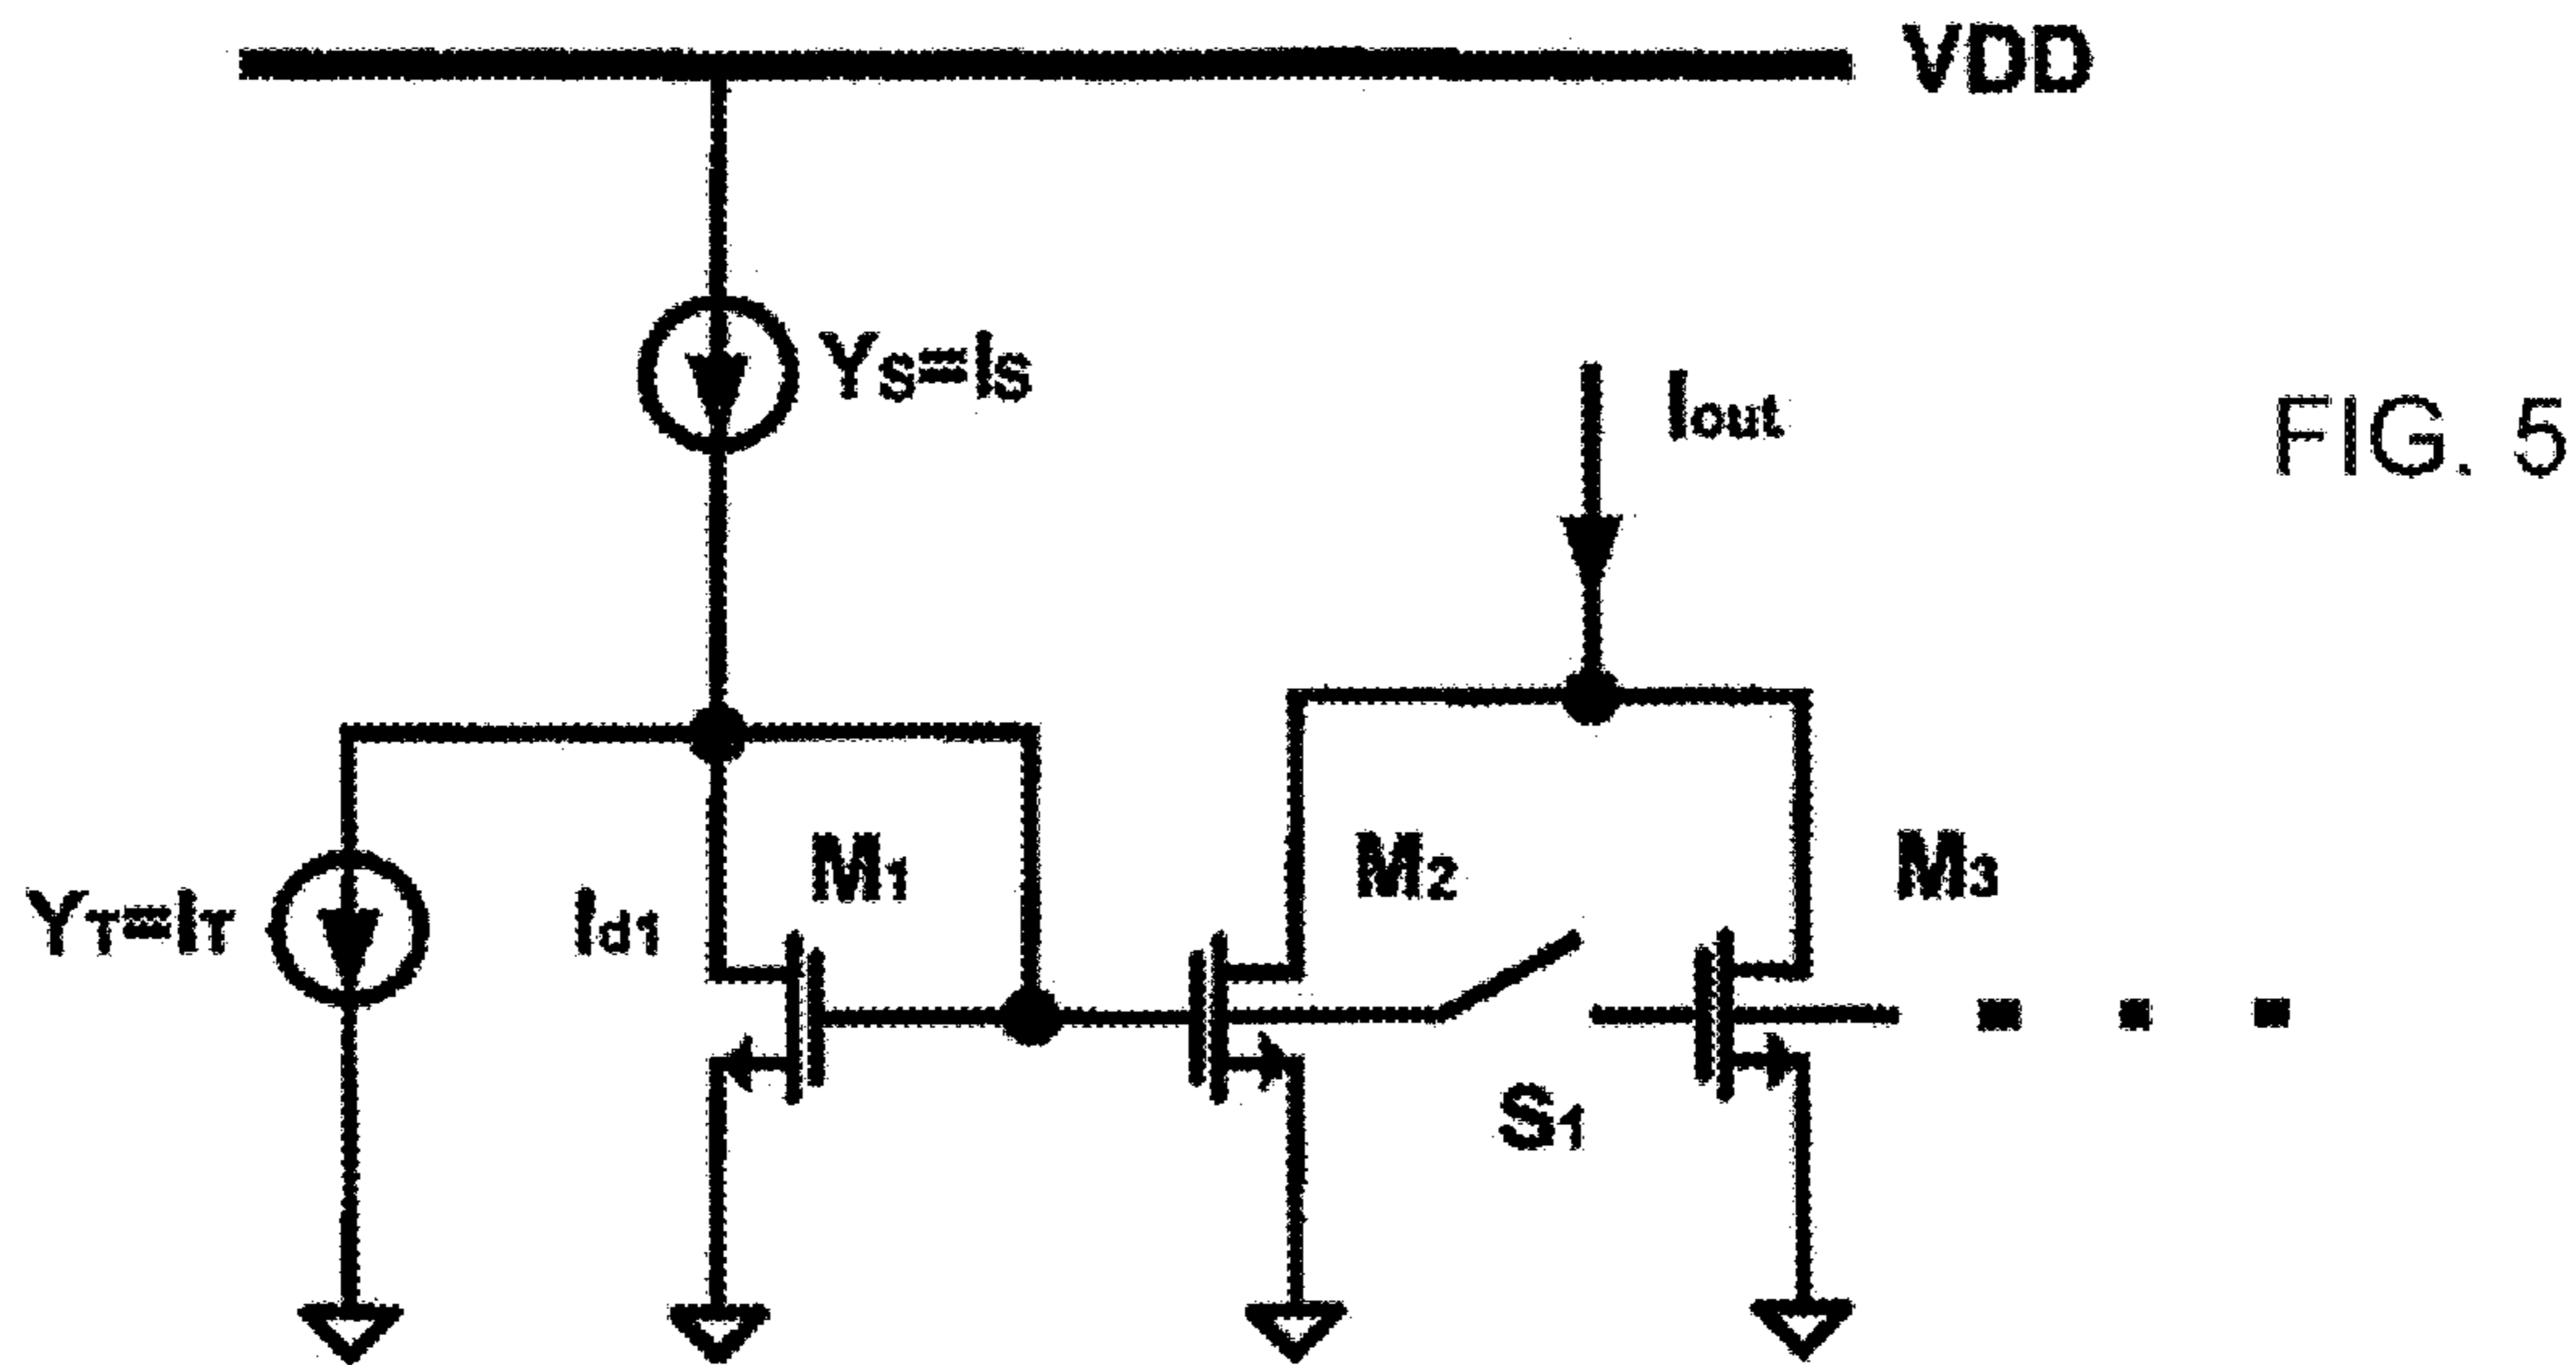 VDD
Ys=Is
Iout
FIG. 5
M1
M2
M3
YT=IT
Id1
S1